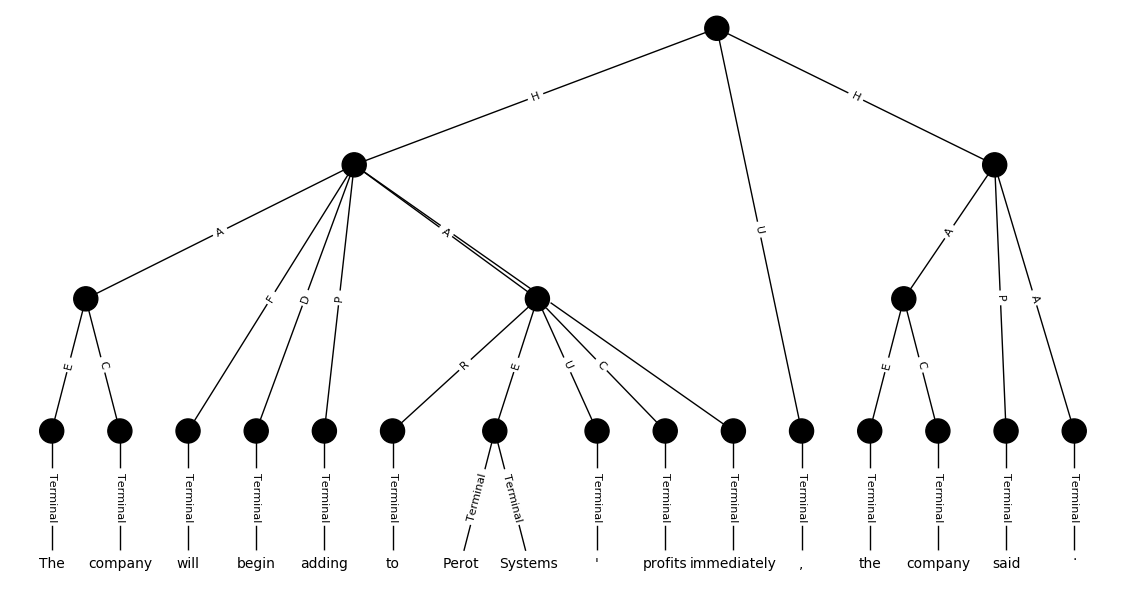 H
H
A
F
D
P
A
U
A
P
A
E
C
R
E
U
C
E
C
Terminal Terminal Terminal Terminal Terminal Terminal Terminal Terminal Terminal Terminal Terminal Terminal Terminal Terminal Terminal Terminal
The company will begin adding to Perot Systems ' profits immediately , the company said .